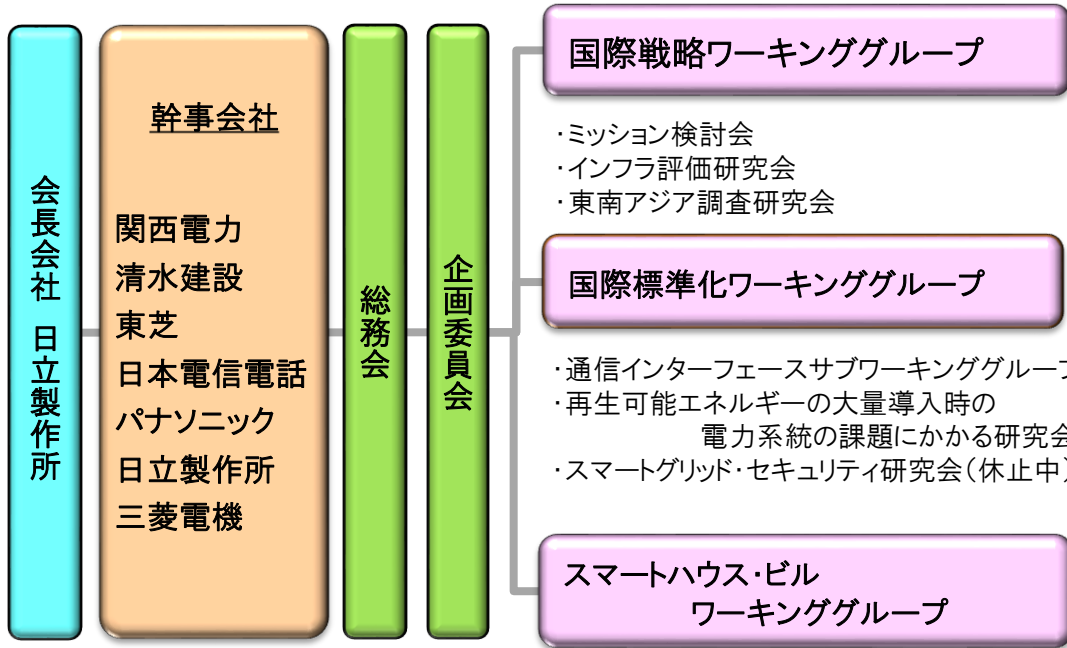 会長会社 日立製作所
幹事会社
関西電力
清水建設
東芝
日本電信電話
パナソニック
日立製作所
三菱電機
総務会
企画委員会
国際戦略ワーキンググループ
・ミッション検討会
・インフラ評価研究会
・東南アジア調査研究会
国際標準化ワーキンググループ
・通信インターフェースサブワーキンググループ
・再生可能エネルギーの大量導入時の
電力系統の課題にかかる研究会
・スマートグリッド・セキュリティ研究会(休止中)
スマートハウス・ビル
ワーキンググループ